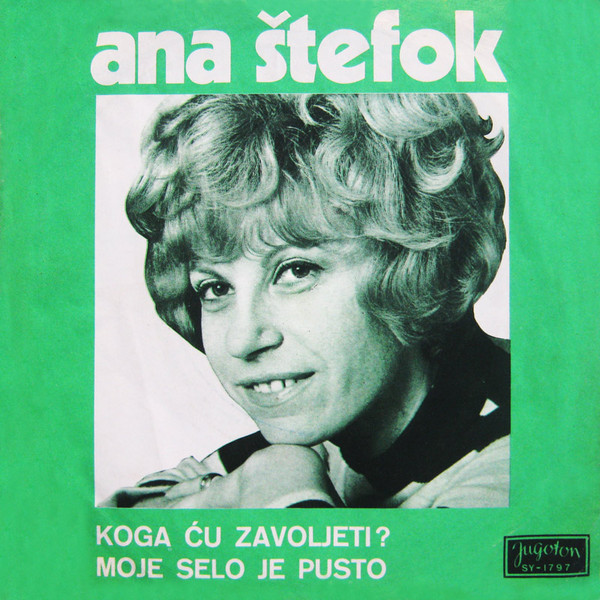 ana štefok
KOGA ĆU ZAVOLJETI?
MOJE SELO JE PUSTO
Jugoton
SY-1797